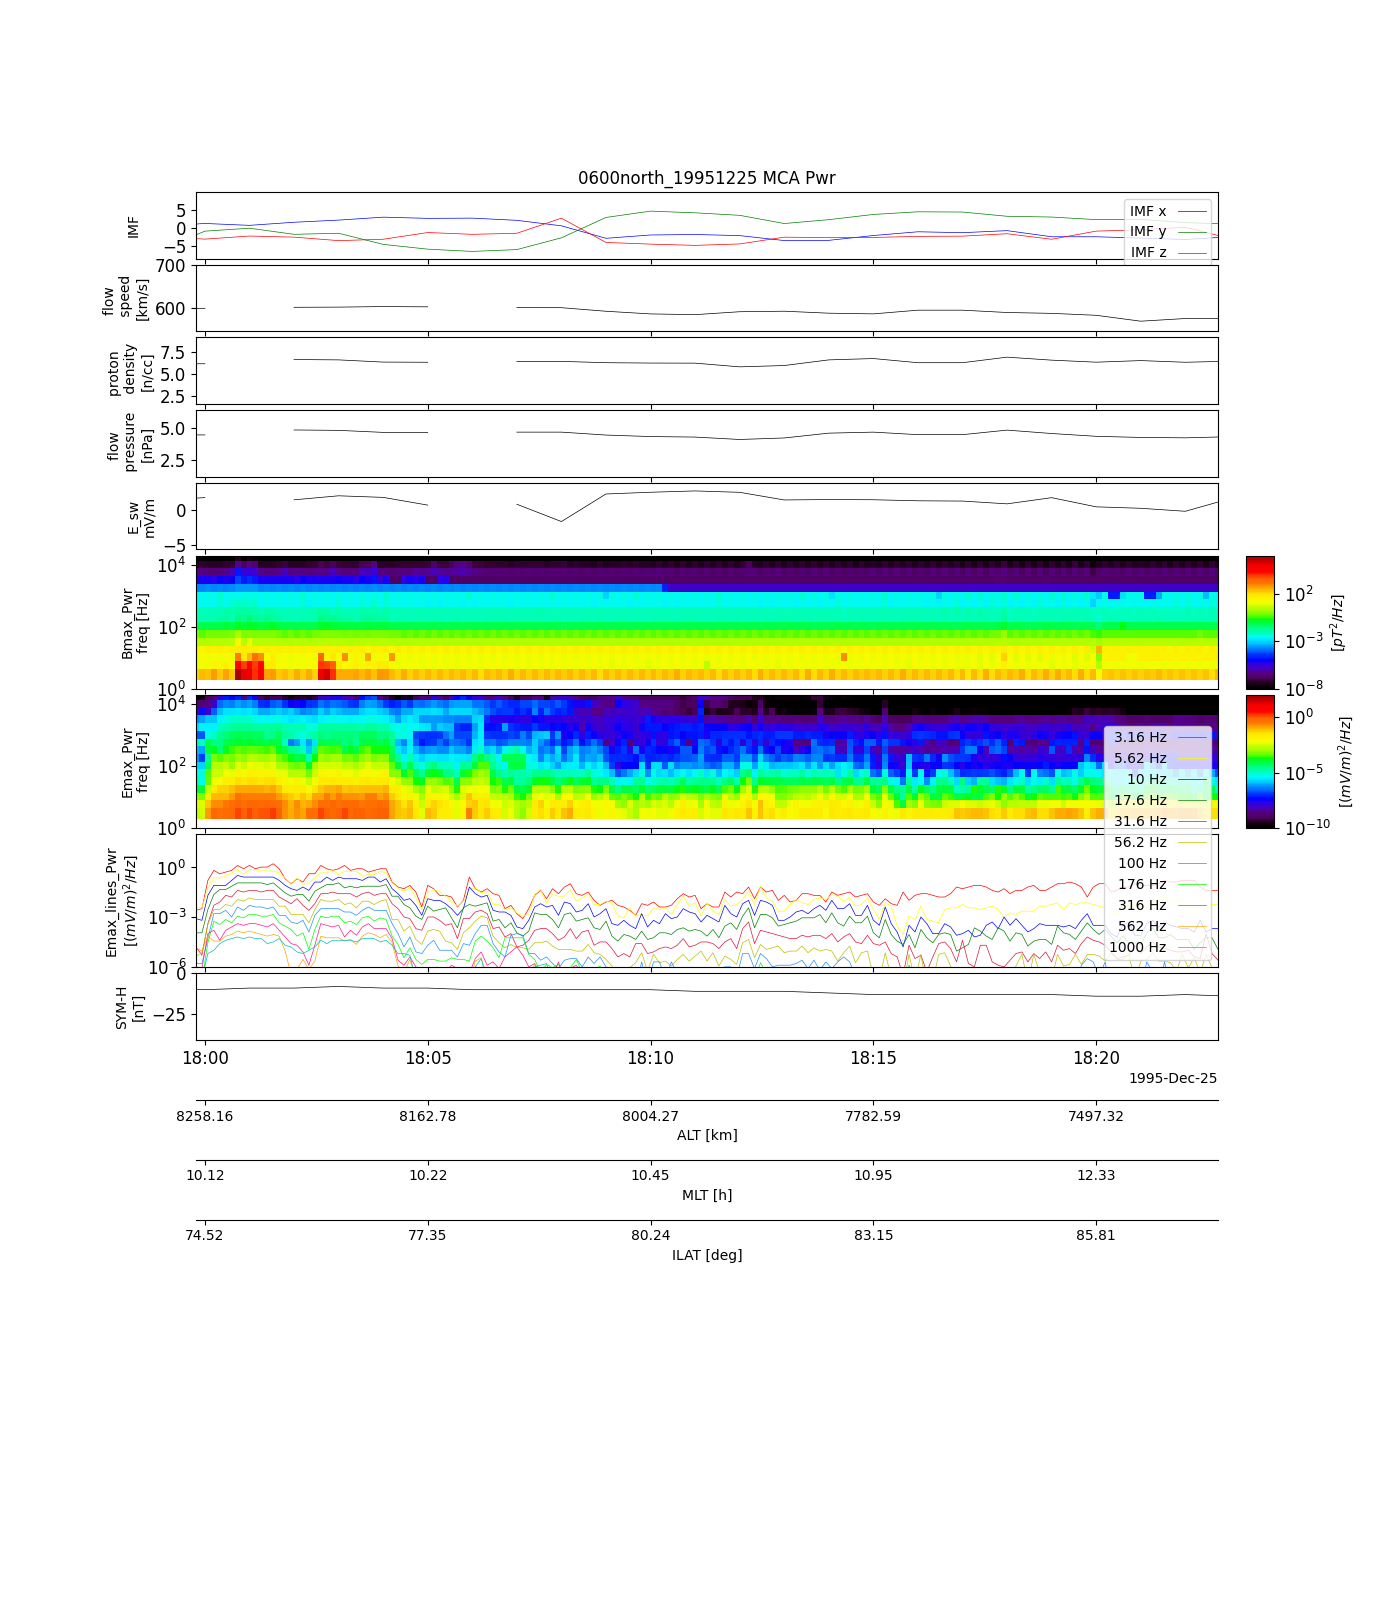 0600north_19951225 MCA Pwr
IMF
5
0
−5
IMF x
IMF y
IMF z
flow
speed
[km/s]
700
600
proton
density
[n/cc]
7.5
5.0
2.5
flow
pressure
[nPa]
5.0
2.5
E_sw
mV/m
0
−5
Bmax_Pwr
freq [Hz]
10^4
10^2
10^0
10^2
10^−3
10^−8
[pT^2/Hz]
Emax_Pwr
freq [Hz]
10^4
10^2
10^0
10^0
10^−5
10^−10
[(mV/m)^2/Hz]
3.16 Hz
5.62 Hz
10 Hz
17.6 Hz
31.6 Hz
56.2 Hz
100 Hz
176 Hz
316 Hz
562 Hz
1000 Hz
Emax_lines_Pwr
[(mV/m)^2/Hz]
10^0
10^−3
10^−6
SYM-H
[nT]
0
−25
18:00 18:05 18:10 18:15 18:20
1995-Dec-25
8258.16 8162.78 8004.27 7782.59 7497.32
ALT [km]
10.12 10.22 10.45 10.95 12.33
MLT [h]
74.52 77.35 80.24 83.15 85.81
ILAT [deg]